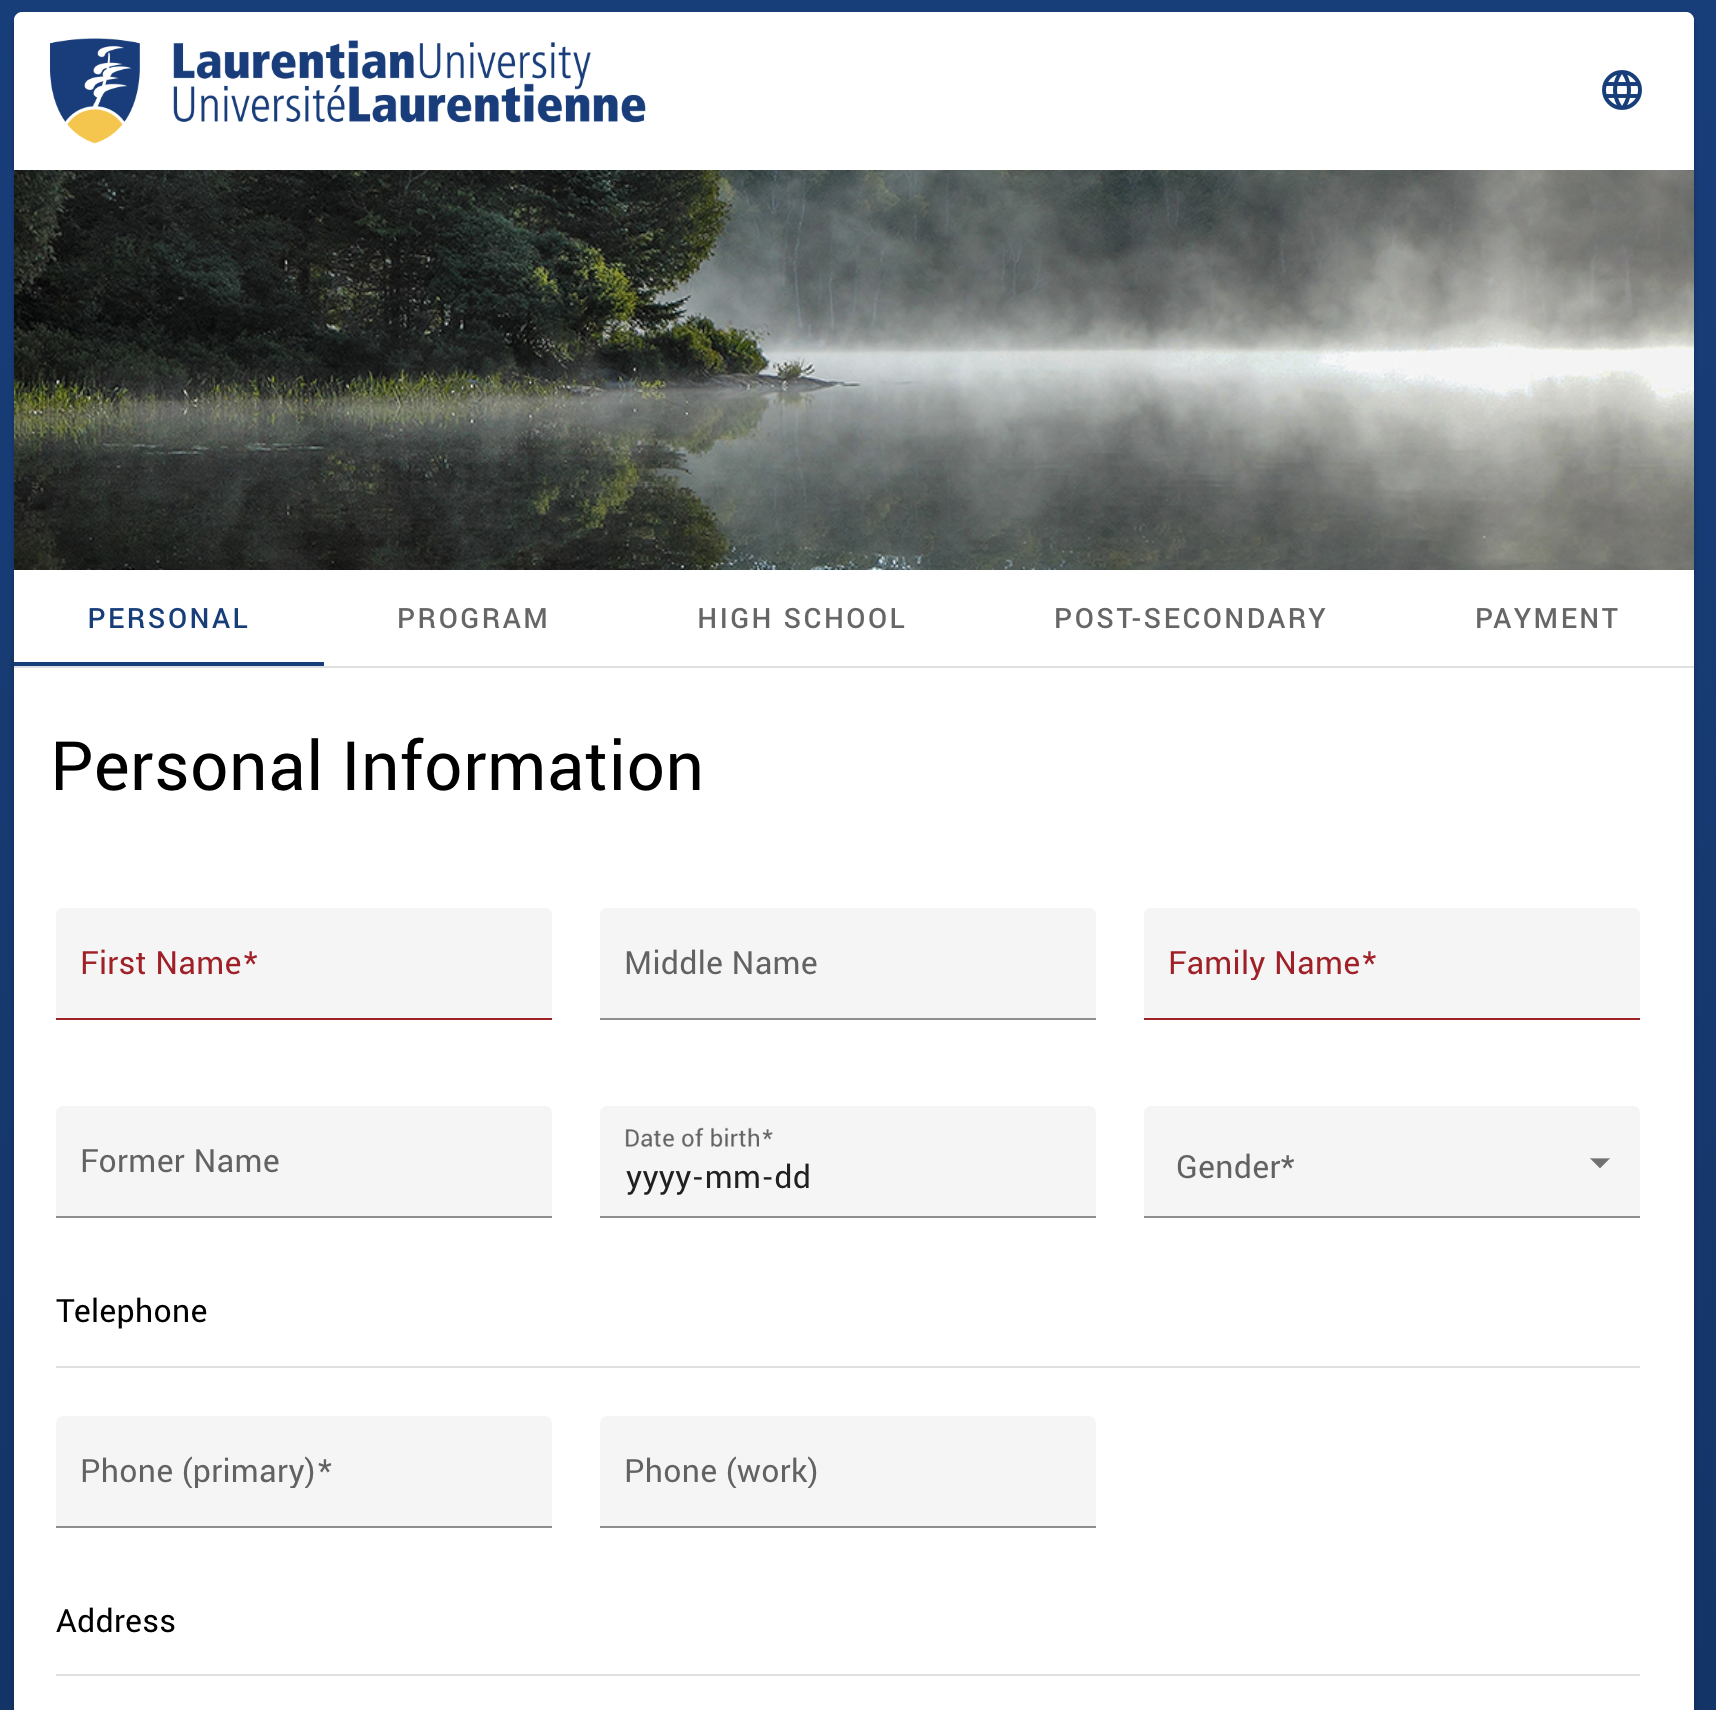 LaurentianUniversity
UniversitéLaurentienne
PERSONAL PROGRAM HIGH SCHOOL POST-SECONDARY PAYMENT
Personal Information
First Name* Middle Name Family Name*
Former Name Date of birth* yyyy-mm-dd Gender*
Telephone
Phone (primary)* Phone (work)
Address